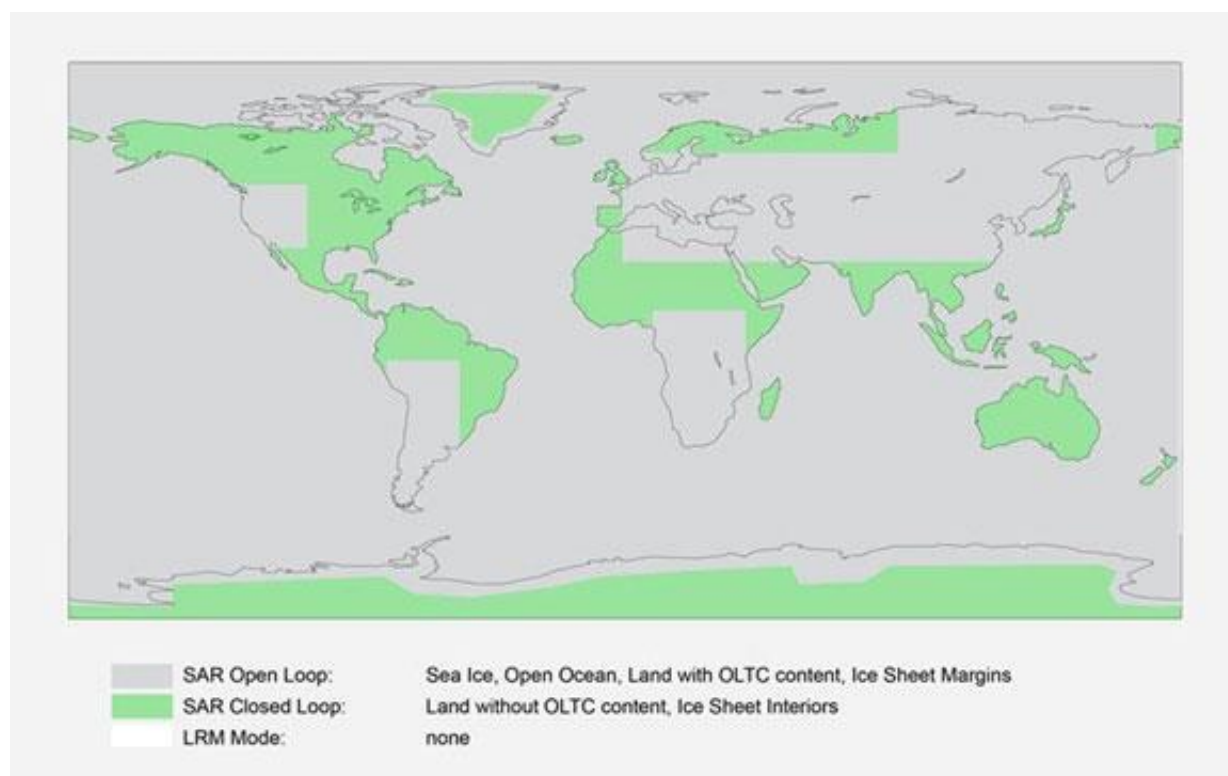 SAR Open Loop: Sea Ice, Open Ocean, Land with OLTC content, Ice Sheet Margins
SAR Closed Loop: Land without OLTC content, Ice Sheet Interiors
LRM Mode: none